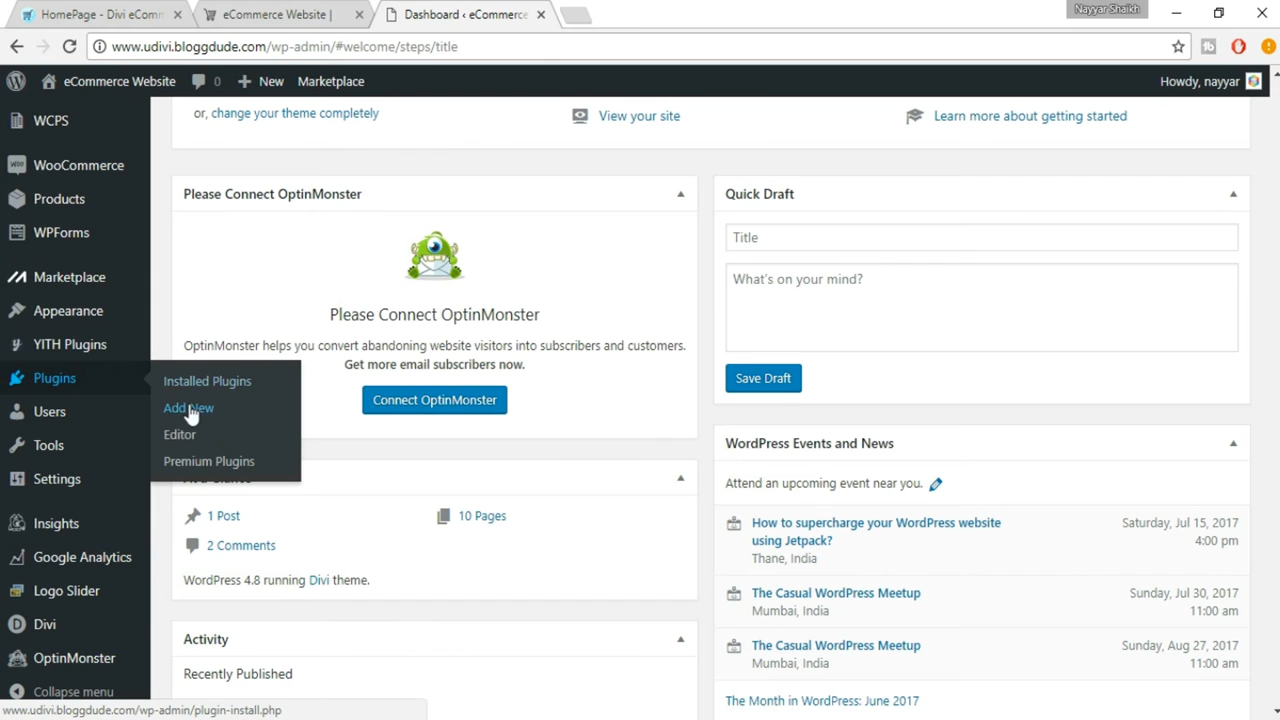 HomePage - Divi eComm
eCommerce Website |
Dashboard ‹ eCommerce
Nayyar Shaikh
www.udivi.bloggdude.com/wp-admin/#welcome/steps/title
eCommerce Website
0
New
Marketplace
Howdy, nayyar
WCPS
WooCommerce
Products
WPForms
Marketplace
Appearance
YITH Plugins
Plugins
Users
Tools
Settings
Insights
Google Analytics
Logo Slider
Divi
OptinMonster
Collapse menu
Installed Plugins
Add New
Editor
Premium Plugins
or, change your theme completely
View your site
Learn more about getting started
Please Connect OptinMonster
Please Connect OptinMonster
OptinMonster helps you convert abandoning website visitors into subscribers and customers.
Get more email subscribers now.
Connect OptinMonster
1 Post
10 Pages
2 Comments
WordPress 4.8 running Divi theme.
Activity
Recently Published
Quick Draft
Title
What's on your mind?
Save Draft
WordPress Events and News
Attend an upcoming event near you.
How to supercharge your WordPress website
using Jetpack?
Thane, India
Saturday, Jul 15, 2017
4:00 pm
The Casual WordPress Meetup
Mumbai, India
Sunday, Jul 30, 2017
11:00 am
The Casual WordPress Meetup
Mumbai, India
Sunday, Aug 27, 2017
11:00 am
The Month in WordPress: June 2017
www.udivi.bloggdude.com/wp-admin/plugin-install.php